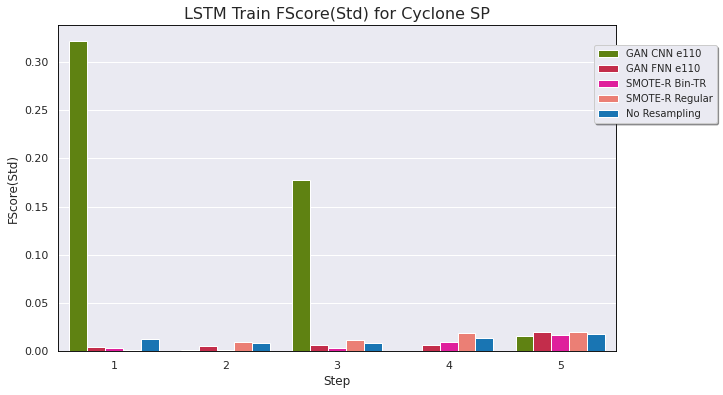 LSTM Train FScore(Std) for Cyclone SP
GAN CNN e110
GAN FNN e110
SMOTE-R Bin-TR
SMOTE-R Regular
No Resampling
FScore(Std)
0.30
0.25
0.20
0.15
0.10
0.05
0.00
1 2 3 4 5
Step